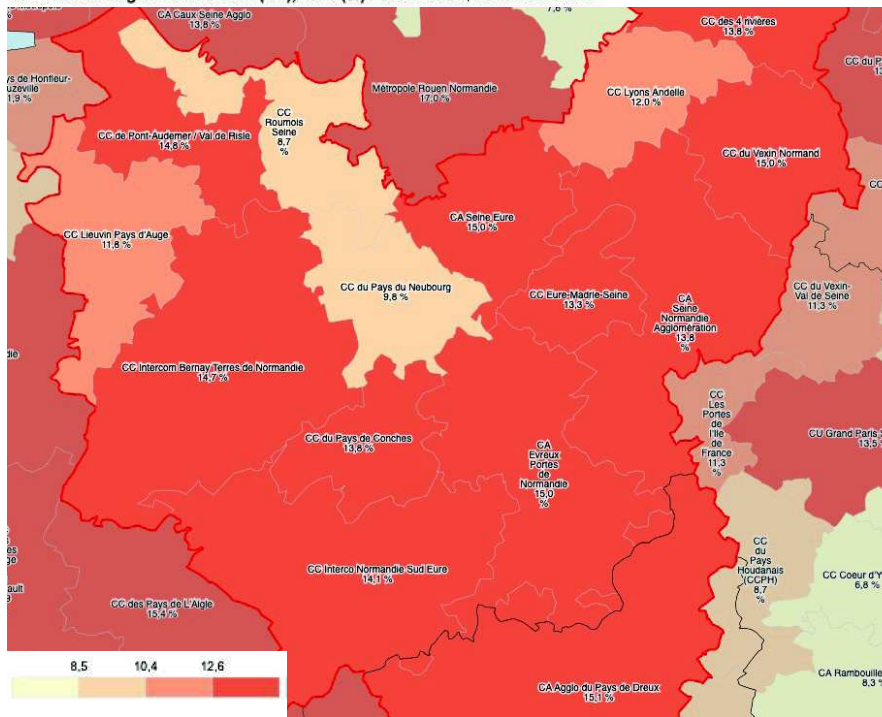 CA Caux Seine Agglo
13,8 %
7,6 %
CC des 4 rivières
13,8 %
Métropole Rouen Normandie
17,0 %
CC Lyons Andelle
12,0 %
CC
Roumois
Seine
8,7
%
CC de Pont-Audemer / Val de Risle
14,8 %
CC du Vexin Normand
15,0 %
CA Seine Eure
15,0 %
CC Lieuvin Pays d'Auge
11,8 %
CC du Pays du Neubourg
9,8 %
CC Eure-Madrie-Seine
13,3 %
CA
Seine
Normandie
Agglomération
13,8
%
CC du Vexin-
Val de Seine
11,3 %
CC Intercom Bernay Terres de Normandie
14,7 %
CC
Les
Portes
de
l'Ile
de
France
11,3
%
CU Grand Paris
13,5
CC du Pays de Conches
13,8 %
CA
Evreux
Portes
de
Normandie
15,0
%
CC Interco Normandie Sud Eure
14,1 %
CC
du
Pays
Houdanais
(CCPH)
8,7
%
CC Coeur d'Y
6,8 %
CC des Pays de L'Aigle
15,4 %
CA Rambouille
8,3
CA Agglo du Pays de Dreux
15,1 %
8,5 10,4 12,6